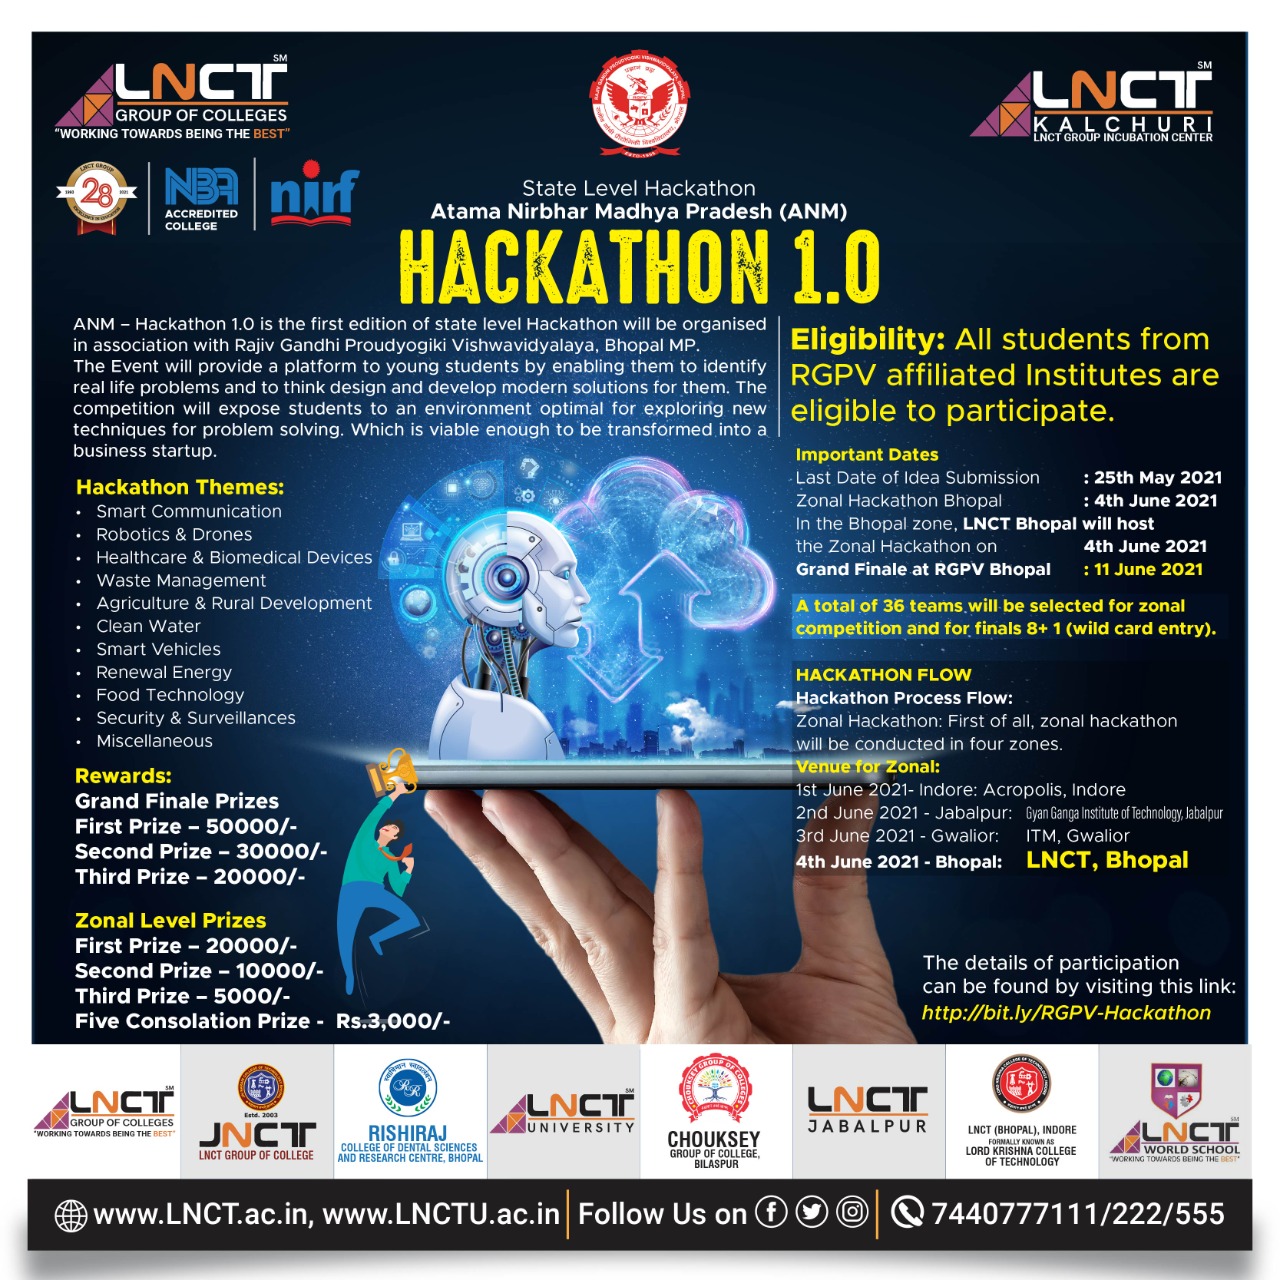 LNCT SM
GROUP OF COLLEGES
"WORKING TOWARDS BEING THE BEST"
LNCT SM
KALCHURI
LNCT GROUP INCUBATION CENTER
LNCT GROUP
28
NBA
ACCREDITED
COLLEGE
nirf
State Level Hackathon
Atama Nirbhar Madhya Pradesh (ANM)
HACKATHON 1.0
ANM – Hackathon 1.0 is the first edition of state level Hackathon will be organised
in association with Rajiv Gandhi Proudyogiki Vishwavidyalaya, Bhopal MP.
The Event will provide a platform to young students by enabling them to identify
real life problems and to think design and develop modern solutions for them. The
competition will expose students to an environment optimal for exploring new
techniques for problem solving. Which is viable enough to be transformed into a
business startup.
Hackathon Themes:
• Smart Communication
• Robotics & Drones
• Healthcare & Biomedical Devices
• Waste Management
• Agriculture & Rural Development
• Clean Water
• Smart Vehicles
• Renewal Energy
• Food Technology
• Security & Surveillances
• Miscellaneous
Rewards:
Grand Finale Prizes
First Prize – 50000/-
Second Prize – 30000/-
Third Prize – 20000/-
Zonal Level Prizes
First Prize – 20000/-
Second Prize – 10000/-
Third Prize – 5000/-
Five Consolation Prize - Rs.3,000/-
Eligibility: All students from
RGPV affiliated Institutes are
eligible to participate.
Important Dates
Last Date of Idea Submission : 25th May 2021
Zonal Hackathon Bhopal : 4th June 2021
In the Bhopal zone, LNCT Bhopal will host
the Zonal Hackathon on 4th June 2021
Grand Finale at RGPV Bhopal : 11 June 2021
A total of 36 teams will be selected for zonal
competition and for finals 8+ 1 (wild card entry).
HACKATHON FLOW
Hackathon Process Flow:
Zonal Hackathon: First of all, zonal hackathon
will be conducted in four zones.
Venue for Zonal:
1st June 2021- Indore: Acropolis, Indore
2nd June 2021 - Jabalpur: Gyan Ganga Institute of Technology, Jabalpur
3rd June 2021 - Gwalior: ITM, Gwalior
4th June 2021 - Bhopal: LNCT, Bhopal
The details of participation
can be found by visiting this link:
http://bit.ly/RGPV-Hackathon
LNCT SM
GROUP OF COLLEGES
"WORKING TOWARDS BEING THE BEST"
Estd. 2003
JNCT
LNCT GROUP OF COLLEGE
RR
RISHIRAJ
COLLEGE OF DENTAL SCIENCES
AND RESEARCH CENTRE, BHOPAL
LNCT SM
UNIVERSITY
CHOUKSEY GROUP OF COLLEGES
CHOUKSEY
GROUP OF COLLEGE,
BILASPUR
LNCT
JABALPUR
LNCT (BHOPAL), INDORE
FORMALLY KNOWN AS
LORD KRISHNA COLLEGE
OF TECHNOLOGY
LNCT SM
WORLD SCHOOL
"WORKING TOWARDS BEING THE BEST"
www.LNCT.ac.in, www.LNCTU.ac.in Follow Us on 7440777111/222/555